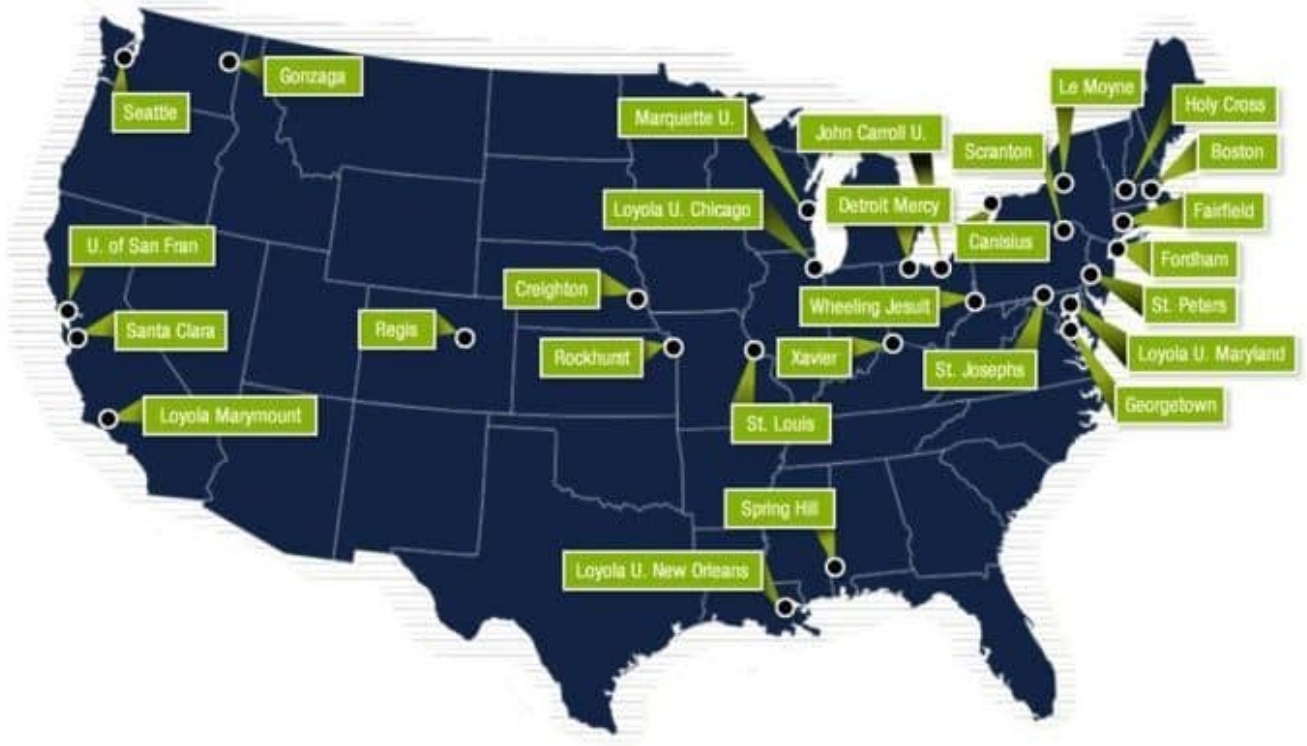 Seattle
Gonzaga
Marquette U.
John Carroll U.
Le Moyne
Holy Cross
Scranton
Boston
Loyola U. Chicago
Detroit Mercy
Fairfield
U. of San Fran
Canisius
Fordham
Creighton
Wheeling Jesuit
St. Peters
Santa Clara
Regis
Rockhurst
Xavier
St. Josephs
Loyola U. Maryland
Loyola Marymount
St. Louis
Georgetown
Spring Hill
Loyola U. New Orleans